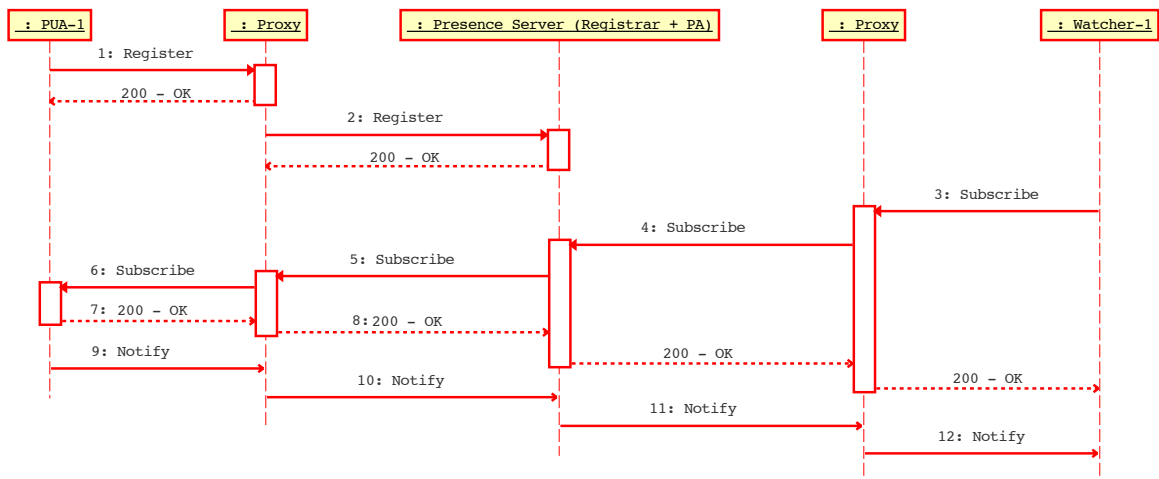 : PUA-1
: Proxy
: Presence Server (Registrar + PA)
: Proxy
: Watcher-1
1: Register
200 – OK
2: Register
200 – OK
3: Subscribe
4: Subscribe
5: Subscribe
6: Subscribe
7: 200 – OK
8: 200 – OK
9: Notify
200 – OK
10: Notify
200 – OK
11: Notify
12: Notify